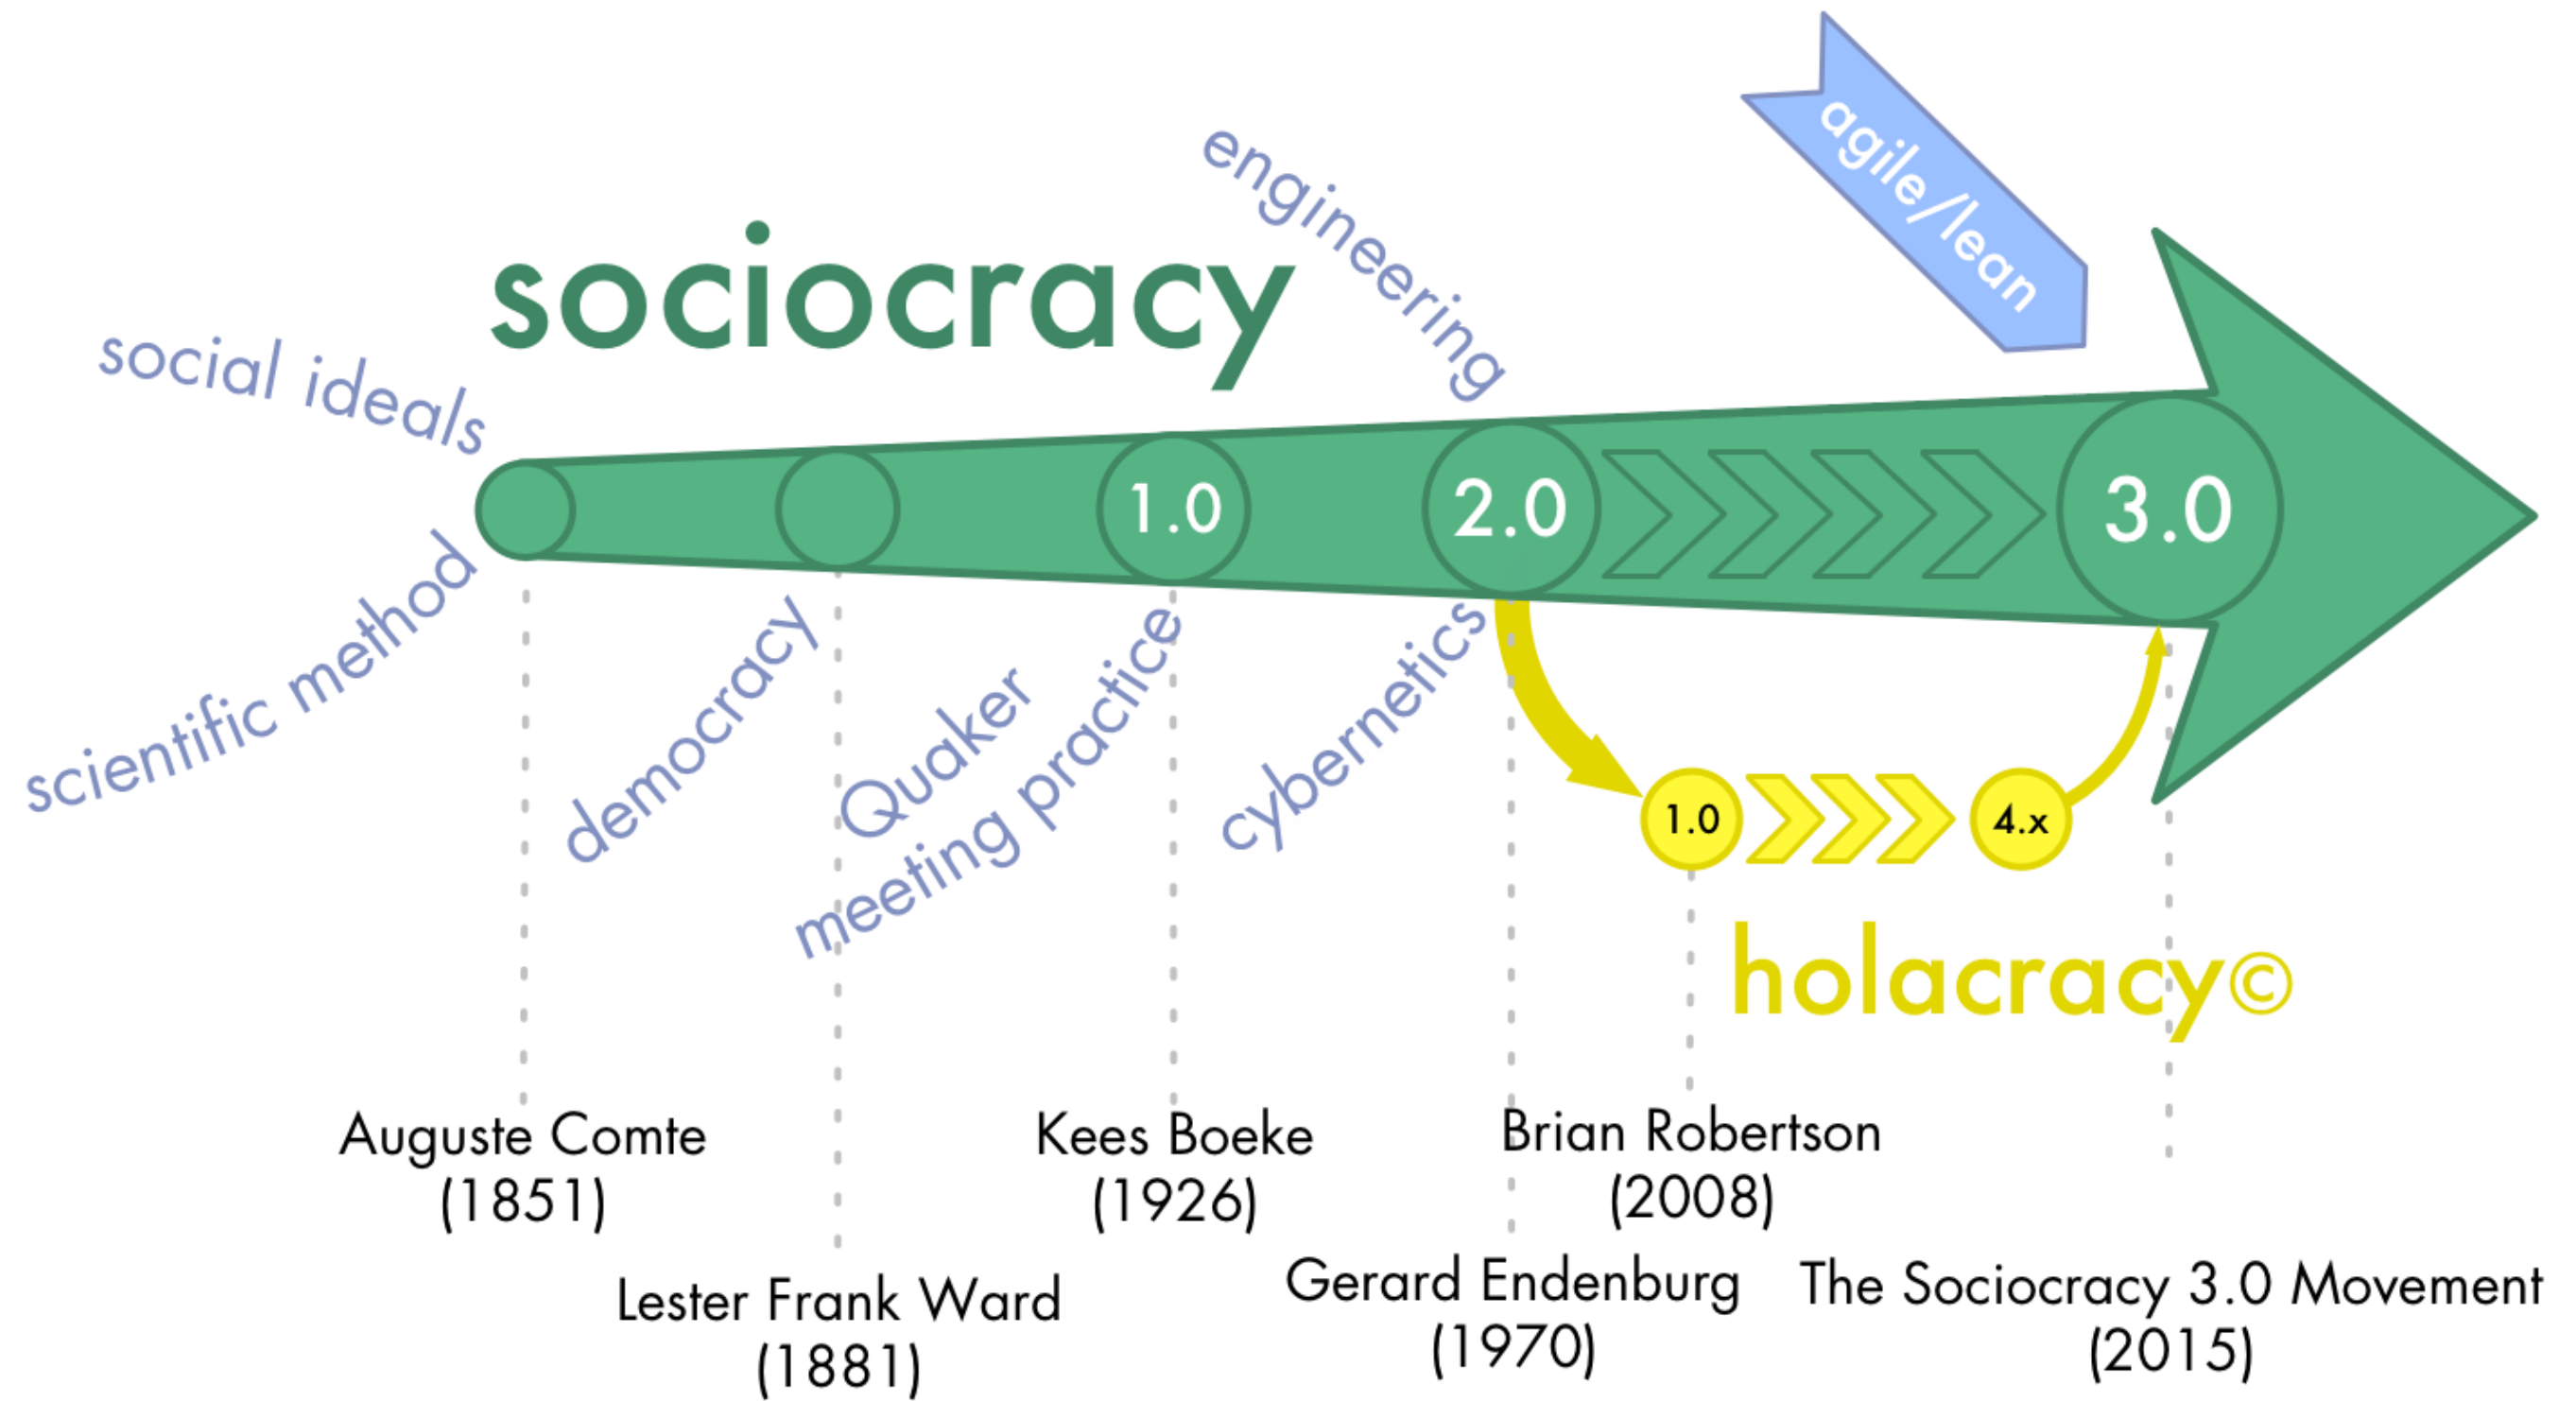 agile/lean
engineering
sociocracy
social ideals
1.0
2.0
3.0
scientific method
democracy
Quaker
meeting practice
cybernetics
1.0
4.x
holacracy©
Auguste Comte
(1851)
Lester Frank Ward
(1881)
Kees Boeke
(1926)
Gerard Endenburg
(1970)
Brian Robertson
(2008)
The Sociocracy 3.0 Movement
(2015)